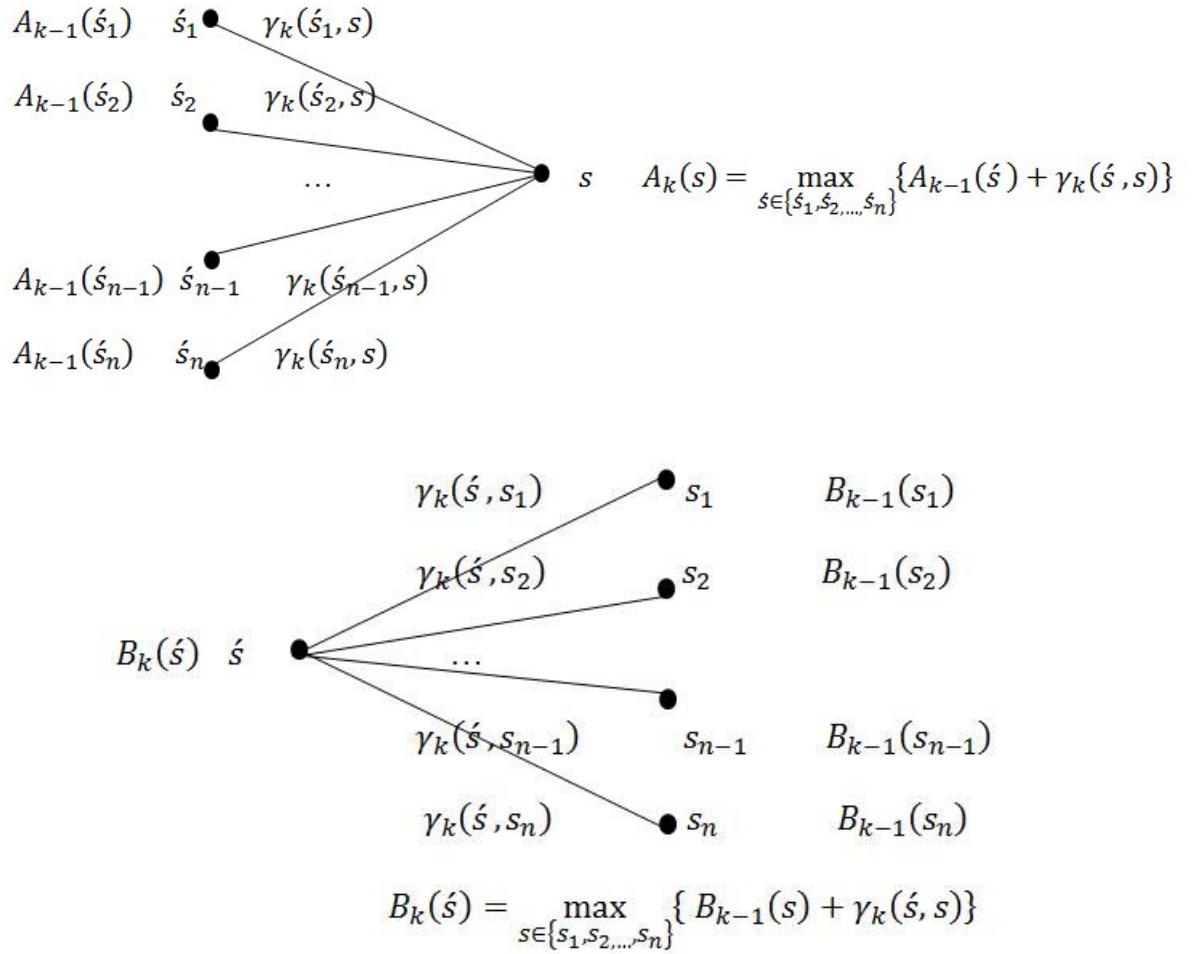 A_{k−1}(ś_1) ś_1 γ_k(ś_1, s)
A_{k−1}(ś_2) ś_2 γ_k(ś_2, s)
… s A_k(s) = max_{ś∈{ś_1,ś_2,…,ś_n}} {A_{k−1}(ś) + γ_k(ś , s)}
A_{k−1}(ś_{n−1}) ś_{n−1} γ_k(ś_{n−1}, s)
A_{k−1}(ś_n) ś_n γ_k(ś_n, s)
γ_k(ś , s_1) s_1 B_{k−1}(s_1)
γ_k(ś , s_2) s_2 B_{k−1}(s_2)
B_k(ś) ś …
γ_k(ś , s_{n−1}) s_{n−1} B_{k−1}(s_{n−1})
γ_k(ś , s_n) s_n B_{k−1}(s_n)
B_k(ś) = max_{s∈{s_1,s_2,…,s_n}} { B_{k−1}(s) + γ_k(ś, s)}